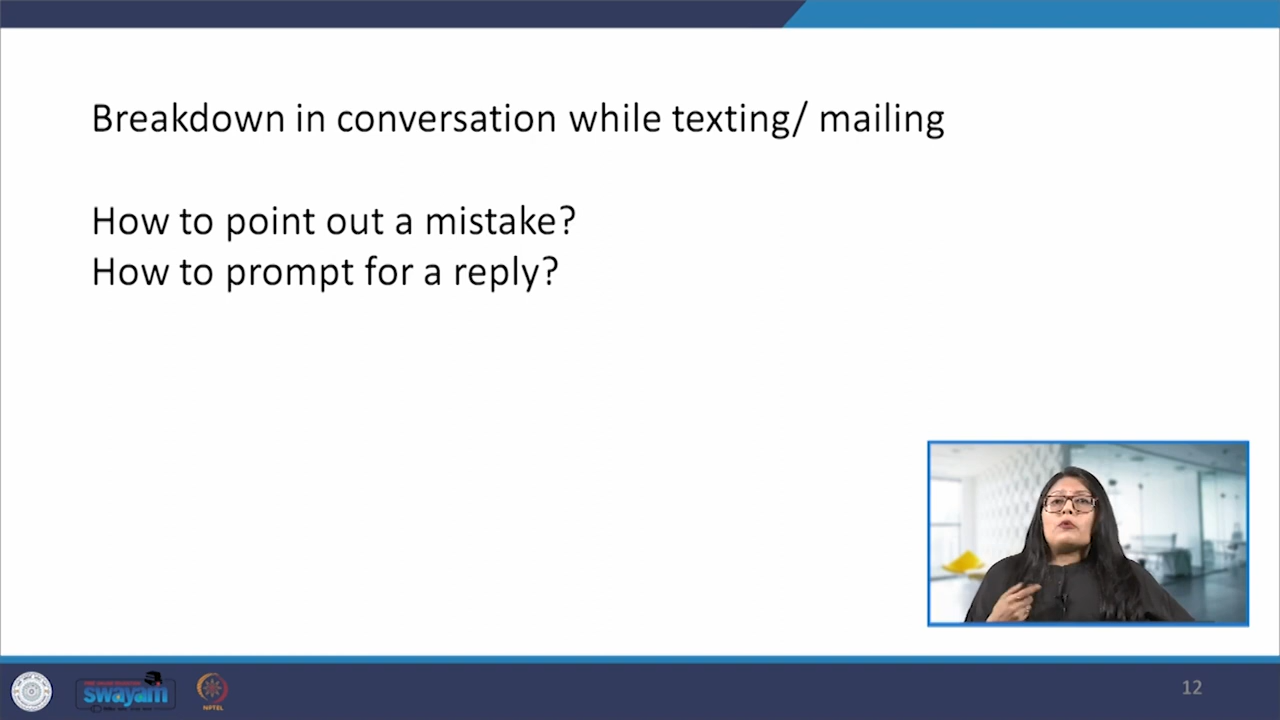 Breakdown in conversation while texting/ mailing
How to point out a mistake?
How to prompt for a reply?
swayam
NPTEL
12